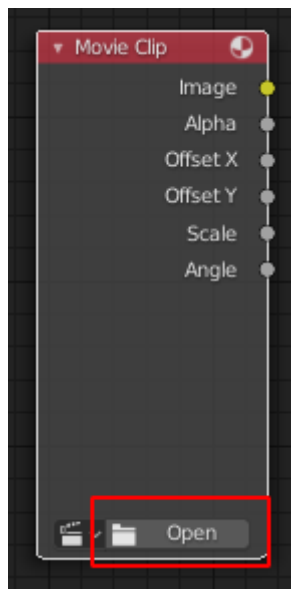 Movie Clip
Image
Alpha
Offset X
Offset Y
Scale
Angle
Open